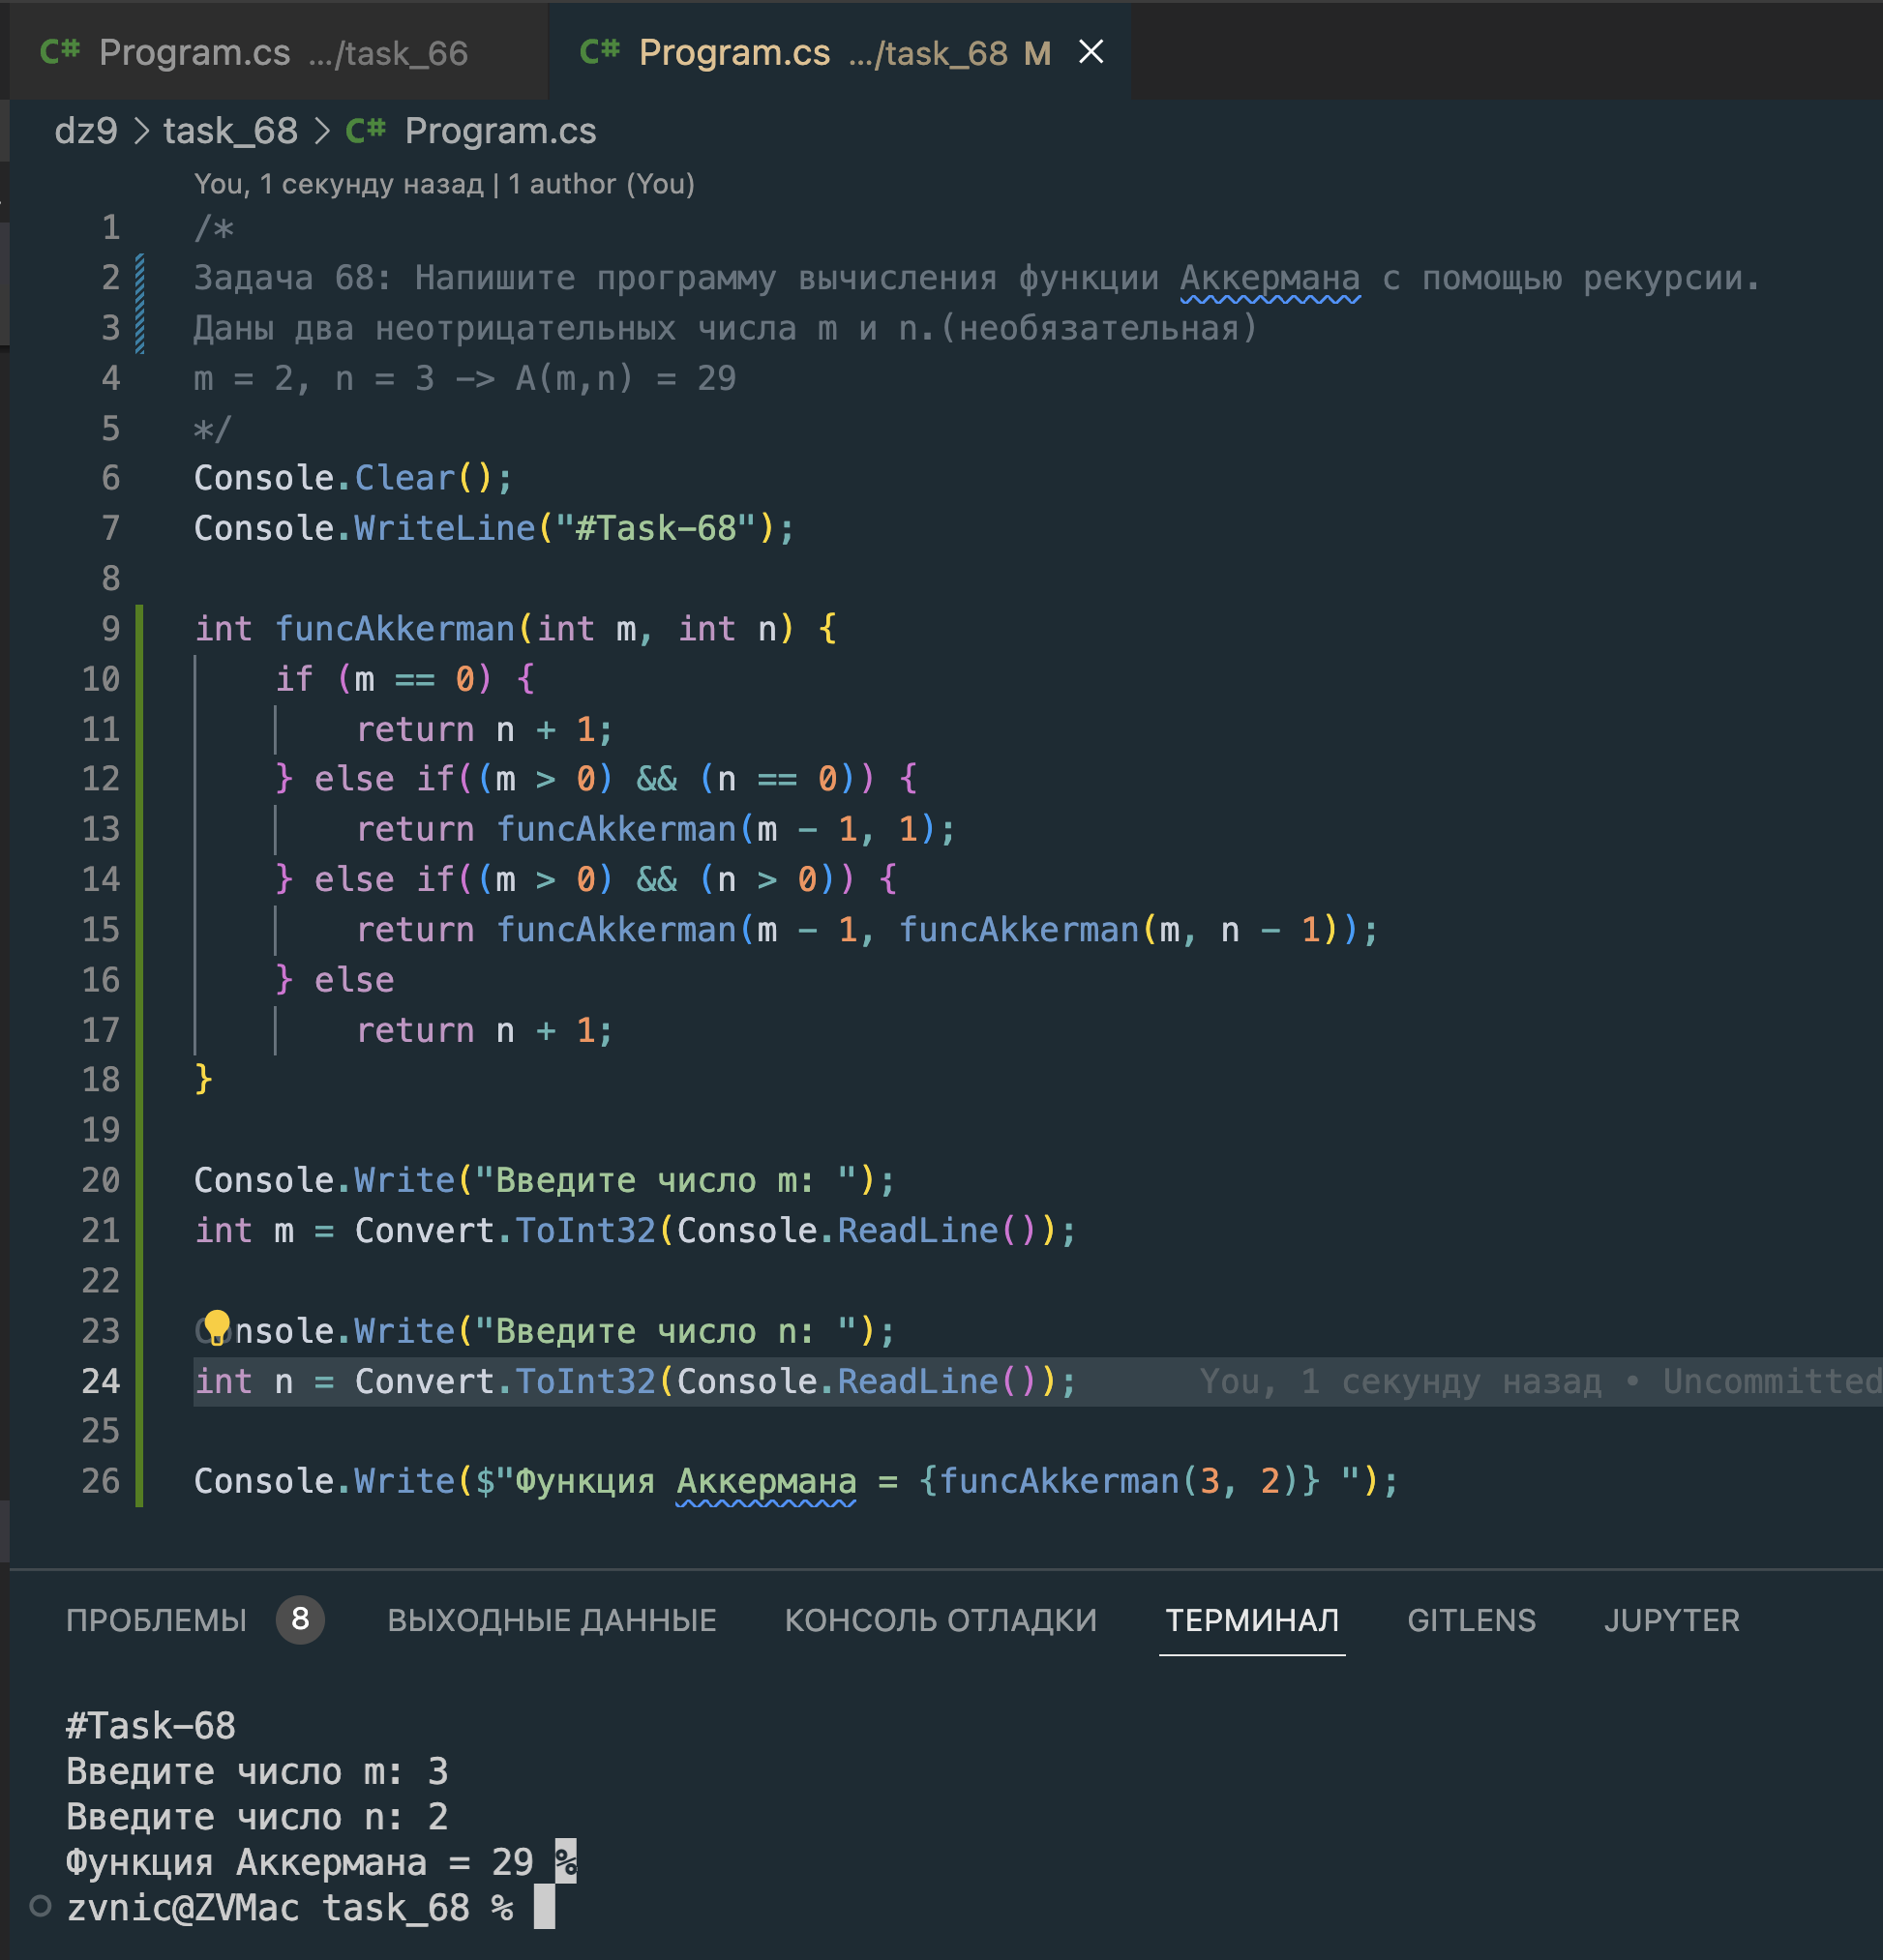 C# Program.cs .../task_66 C# Program.cs .../task_68 M
dz9 > task_68 > C# Program.cs
You, 1 секунду назад | 1 author (You)
1 /*
2 Задача 68: Напишите программу вычисления функции Аккермана с помощью рекурсии.
3 Даны два неотрицательных числа m и n.(необязательная)
4 m = 2, n = 3 -> A(m,n) = 29
5 */
6 Console.Clear();
7 Console.WriteLine("#Task-68");
8
9 int funcAkkerman(int m, int n) {
10     if (m == 0) {
11         return n + 1;
12     } else if((m > 0) && (n == 0)) {
13         return funcAkkerman(m - 1, 1);
14     } else if((m > 0) && (n > 0)) {
15         return funcAkkerman(m - 1, funcAkkerman(m, n - 1));
16     } else
17         return n + 1;
18 }
19
20 Console.Write("Введите число m: ");
21 int m = Convert.ToInt32(Console.ReadLine());
22
23 Console.Write("Введите число n: ");
24 int n = Convert.ToInt32(Console.ReadLine()); You, 1 секунду назад • Uncommitted
25
26 Console.Write($"Функция Аккермана = {funcAkkerman(3, 2)} ");
ПРОБЛЕМЫ 8 ВЫХОДНЫЕ ДАННЫЕ КОНСОЛЬ ОТЛАДКИ ТЕРМИНАЛ GITLENS JUPYTER
#Task-68
Введите число m: 3
Введите число n: 2
Функция Аккермана = 29 %
zvnic@ZVMac task_68 %